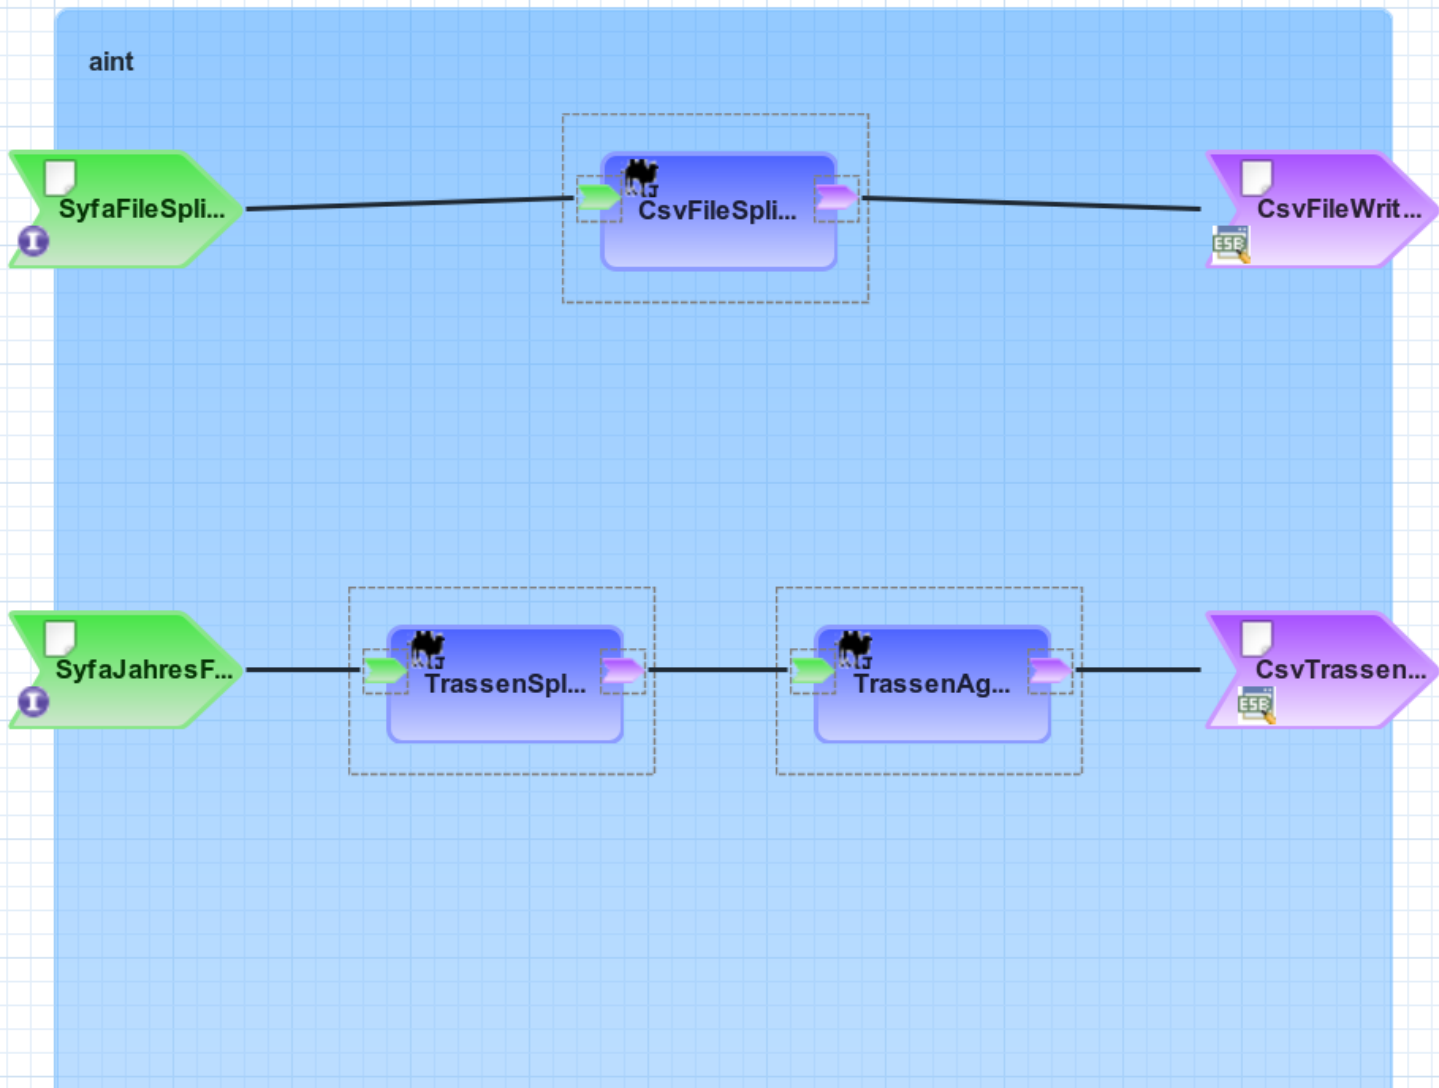 aint
SyfaFileSpli...
CsvFileSpli...
CsvFileWrit...
I
ESB
SyfaJahresF...
TrassenSpl...
TrassenAg...
CsvTrassen...
I
ESB